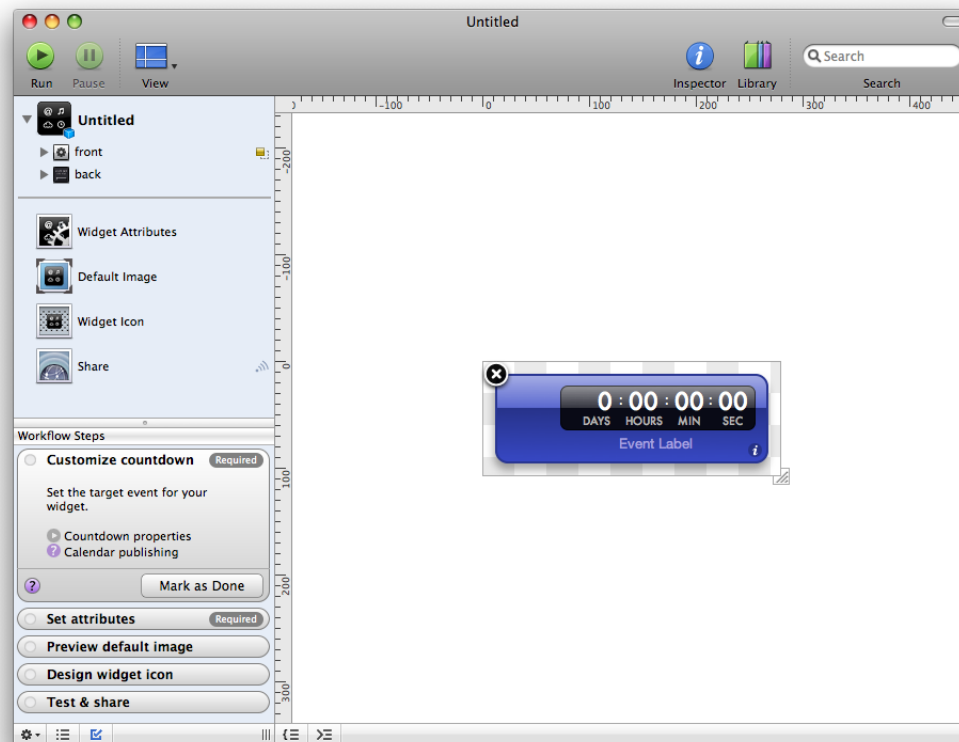 Untitled
Run
Pause
View
Inspector
Library
Search
Search
-100
0
100
200
300
400
Untitled
front
back
Widget Attributes
Default Image
Widget Icon
Share
-200
-100
0
100
200
300
0 : 00 : 00 : 00
DAYS HOURS MIN SEC
Event Label
Workflow Steps
Customize countdown Required
Set the target event for your
widget.
Countdown properties
Calendar publishing
Mark as Done
Set attributes Required
Preview default image
Design widget icon
Test & share